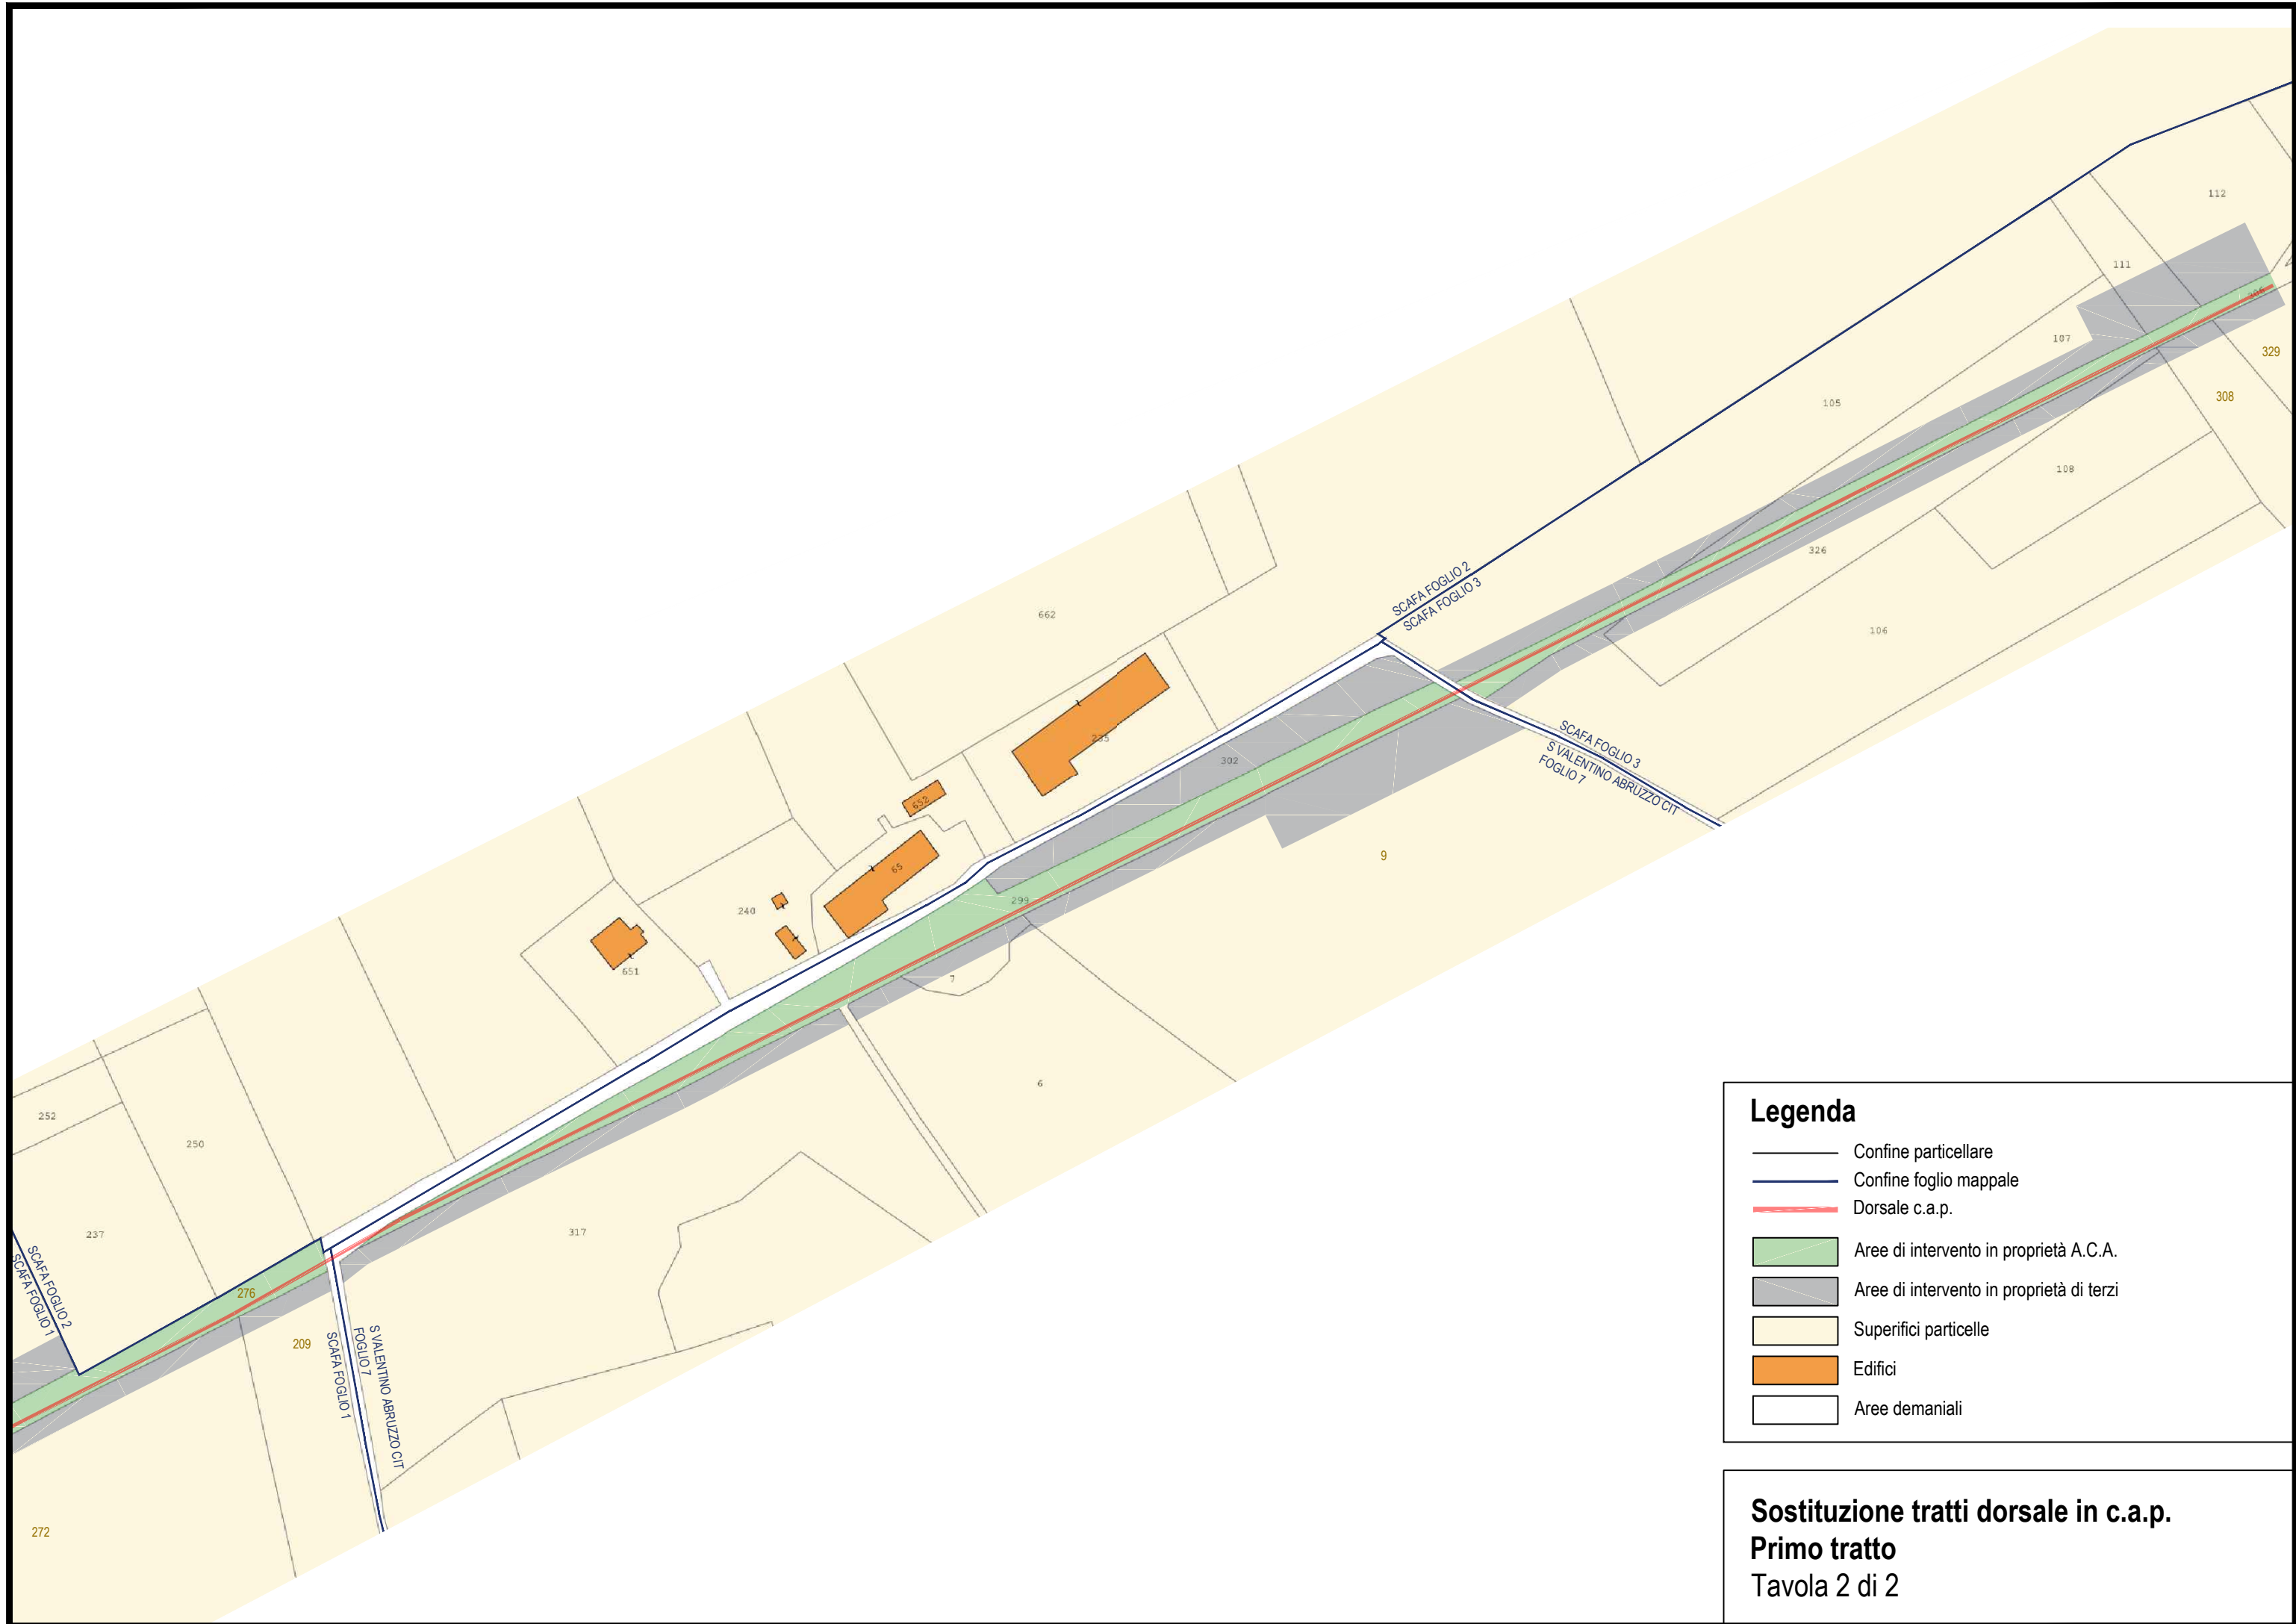 112
111
306
107
329
308
105
108
326
106
SCAFA FOGLIO 2
SCAFA FOGLIO 3
662
235
302
SCAFA FOGLIO 3
S VALENTINO ABRUZZO CIT
FOGLIO 7
652
65
9
299
240
651
7
6
252
250
237
317
SCAFA FOGLIO 2
SCAFA FOGLIO 1
276
209
S VALENTINO ABRUZZO CIT
FOGLIO 7
SCAFA FOGLIO 1
272
Legenda
Confine particellare
Confine foglio mappale
Dorsale c.a.p.
Aree di intervento in proprietà A.C.A.
Aree di intervento in proprietà di terzi
Superifici particelle
Edifici
Aree demaniali
Sostituzione tratti dorsale in c.a.p.
Primo tratto
Tavola 2 di 2